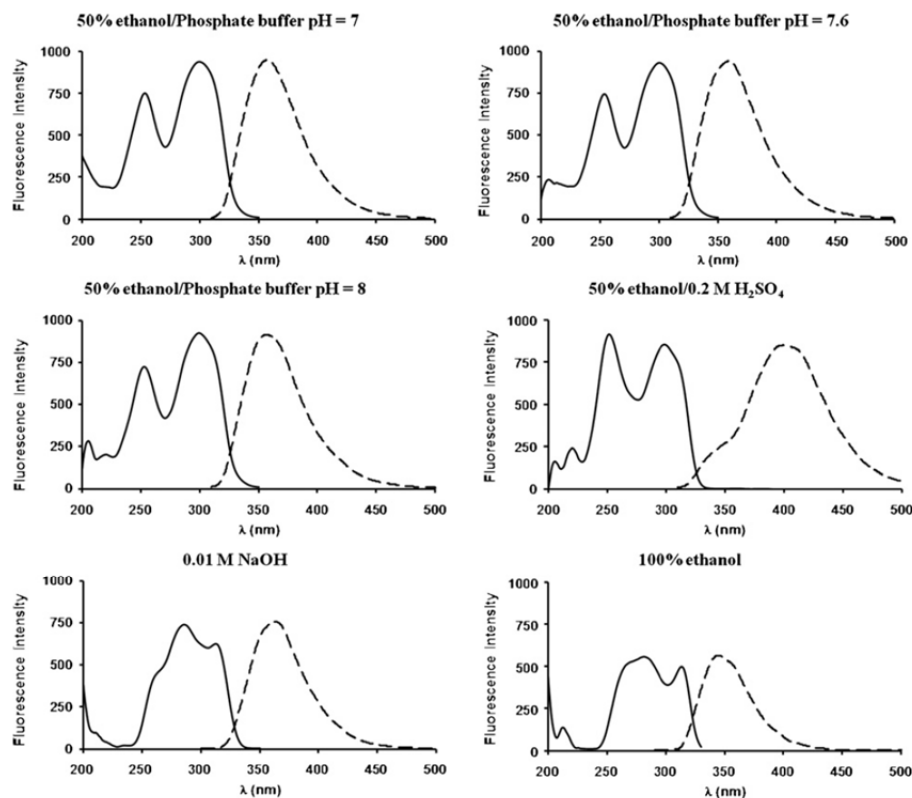 50% ethanol/Phosphate buffer pH = 7
Fluorescence Intensity
1000
750
500
250
0
200 250 300 350 400 450 500
λ (nm)
50% ethanol/Phosphate buffer pH = 7.6
Fluorescence Intensity
1000
750
500
250
0
200 250 300 350 400 450 500
λ (nm)
50% ethanol/Phosphate buffer pH = 8
Fluorescence Intensity
1000
750
500
250
0
200 250 300 350 400 450 500
λ (nm)
50% ethanol/0.2 M H₂SO₄
Fluorescence Intensity
1000
750
500
250
0
200 250 300 350 400 450 500
λ (nm)
0.01 M NaOH
Fluorescence Intensity
1000
750
500
250
0
200 250 300 350 400 450 500
λ (nm)
100% ethanol
Fluorescence Intensity
1000
750
500
250
0
200 250 300 350 400 450 500
λ (nm)